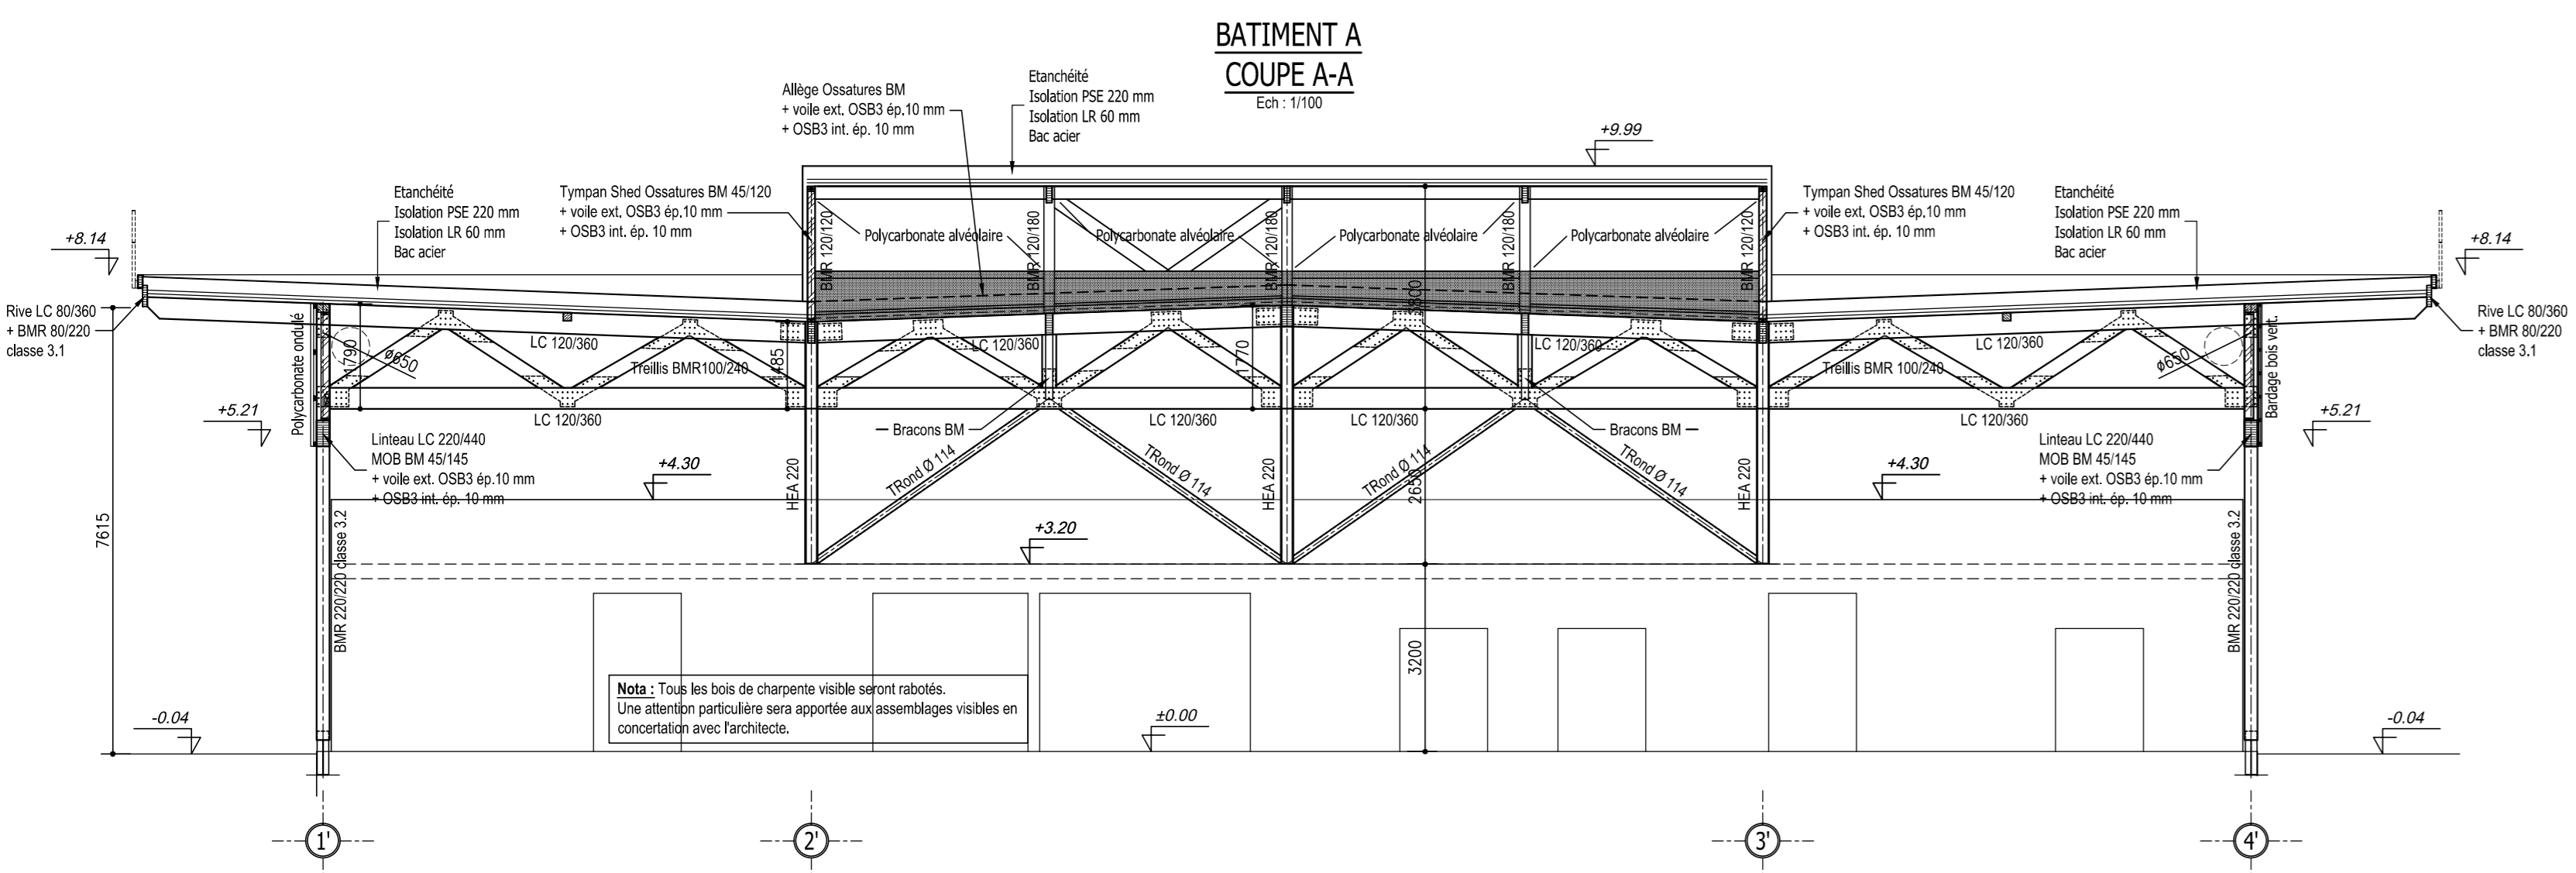 BATIMENT A
COUPE A-A
Ech : 1/100
Allège Ossatures BM
+ voile ext. OSB3 ép.10 mm
+ OSB3 int. ép. 10 mm
Etanchéité
Isolation PSE 220 mm
Isolation LR 60 mm
Bac acier
+9.99
Etanchéité
Isolation PSE 220 mm
Isolation LR 60 mm
Bac acier
Tympan Shed Ossatures BM 45/120
+ voile ext. OSB3 ép.10 mm
+ OSB3 int. ép. 10 mm
Tympan Shed Ossatures BM 45/120
+ voile ext. OSB3 ép.10 mm
+ OSB3 int. ép. 10 mm
Etanchéité
Isolation PSE 220 mm
Isolation LR 60 mm
Bac acier
+8.14
+8.14
BMR 120/120
Polycarbonate alvéolaire
BMR 120/180
Polycarbonate alvéolaire
BMR 120/180
Polycarbonate alvéolaire
BMR 120/180
Polycarbonate alvéolaire
BMR 120/120
Rive LC 80/360
+ BMR 80/220
classe 3.1
Rive LC 80/360
+ BMR 80/220
classe 3.1
Polycarbonate ondulé
1790
ø650
LC 120/360
Treillis BMR100/240
1485
LC 120/360
1770
LC 120/360
Treillis BMR 100/240
LC 120/360
ø650
Bardage bois vert.
+5.21
LC 120/360
LC 120/360
LC 120/360
LC 120/360
+5.21
Bracons BM
Bracons BM
Linteau LC 220/440
MOB BM 45/145
+ voile ext. OSB3 ép.10 mm
+ OSB3 int. ép. 10 mm
Linteau LC 220/440
MOB BM 45/145
+ voile ext. OSB3 ép.10 mm
+ OSB3 int. ép. 10 mm
+4.30
+4.30
HEA 220
TRond Ø 114
TRond Ø 114
HEA 220
TRond Ø 114
2650
TRond Ø 114
HEA 220
7615
BMR 220/220 classe 3.2
BMR 220/220 classe 3.2
+3.20
3200
Nota : Tous les bois de charpente visible seront rabotés.
Une attention particulière sera apportée aux assemblages visibles en
concertation avec l'architecte.
-0.04
±0.00
-0.04
1'
2'
3'
4'